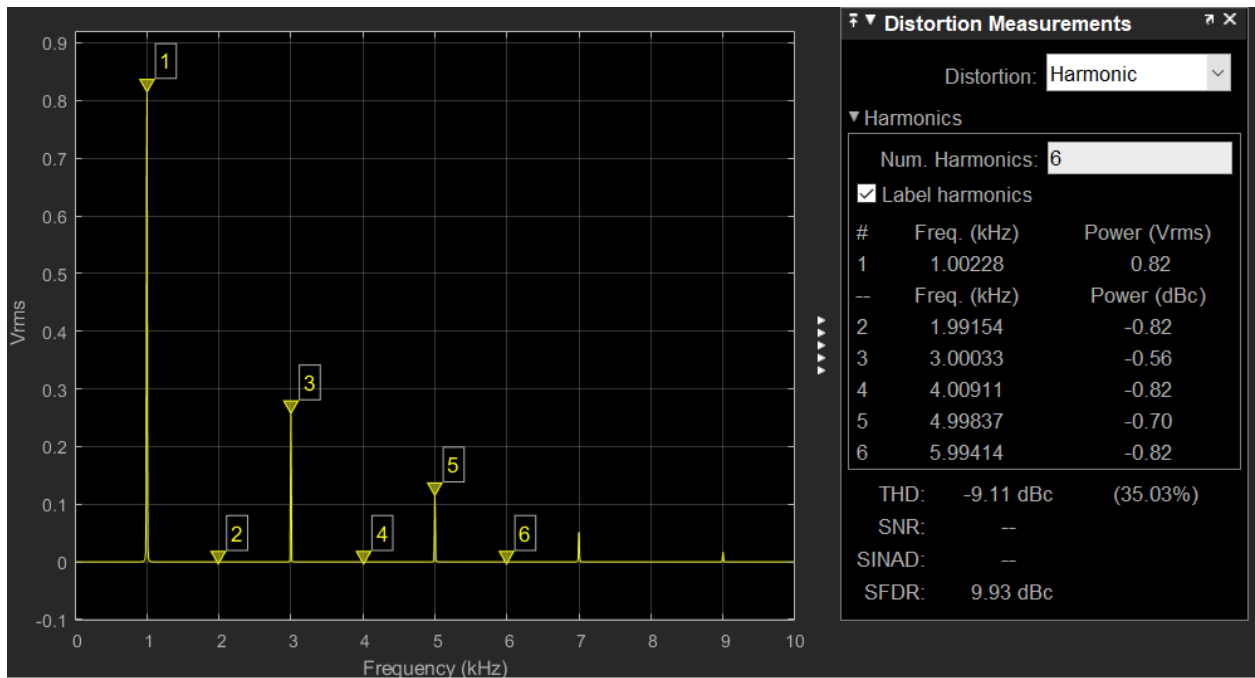 0.9
0.8
0.7
0.6
0.5
0.4
0.3
0.2
0.1
0
-0.1
Vrms
1
2
3
4
5
6
0 1 2 3 4 5 6 7 8 9 10
Frequency (kHz)
Distortion Measurements
Distortion: Harmonic
Harmonics
Num. Harmonics: 6
Label harmonics
# Freq. (kHz) Power (Vrms)
1 1.00228 0.82
-- Freq. (kHz) Power (dBc)
2 1.99154 -0.82
3 3.00033 -0.56
4 4.00911 -0.82
5 4.99837 -0.70
6 5.99414 -0.82
THD: -9.11 dBc (35.03%)
SNR: --
SINAD: --
SFDR: 9.93 dBc